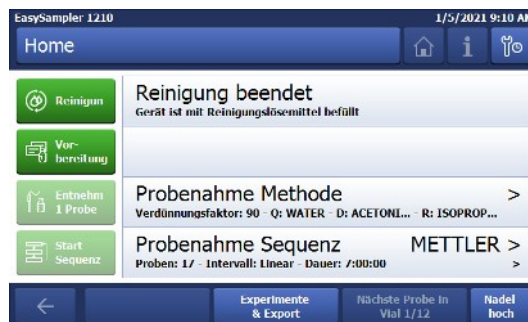 EasySampler 1210 1/5/2021 9:10 AM
Home
Reinigun
Reinigung beendet
Gerät ist mit Reinigungslösemittel befüllt
Vor-
bereitung
Entnehm
1 Probe
Probenahme Methode >
Verdünnungsfaktor: 90 - Q: WATER - D: ACETONI... - R: ISOPROP...
Start
Sequenz
Probenahme Sequenz METTLER >
Proben: 17 - Intervall: Linear - Dauer: 7:00:00 >
Experimente
& Export
Nächste Probe in
Vial 1/12
Nadel
hoch